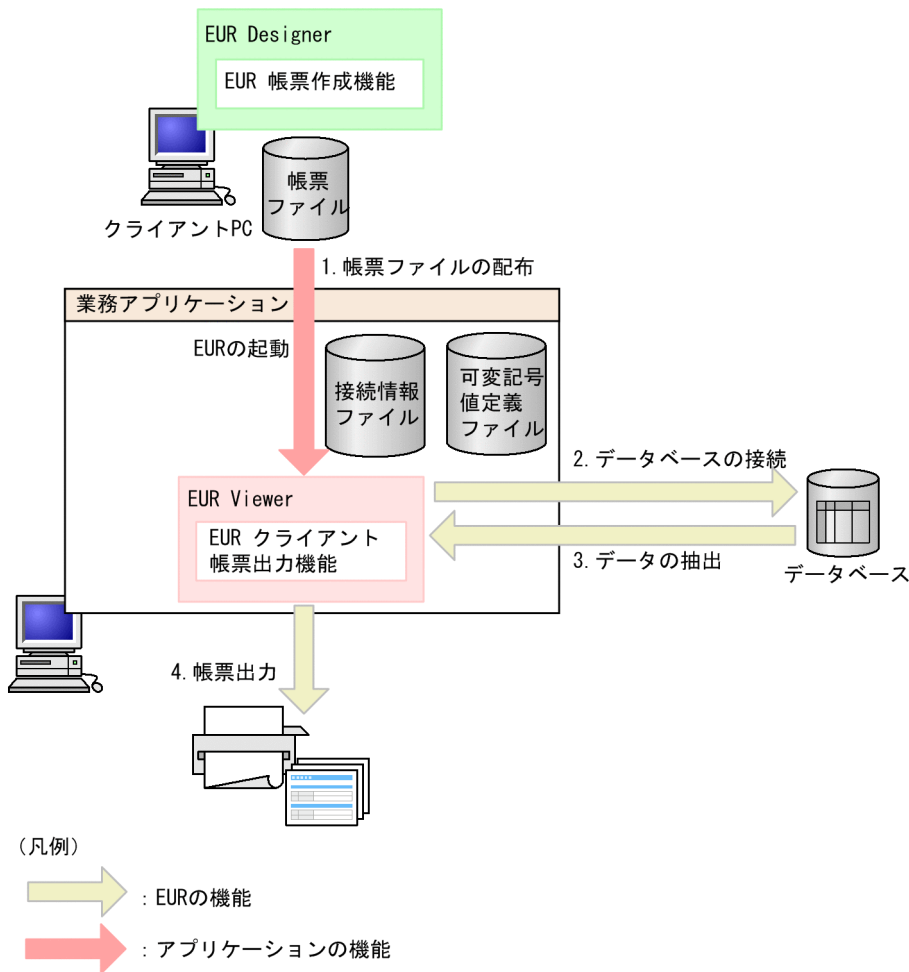 EUR Designer
EUR 帳票作成機能
帳票
ファイル
クライアントPC
1.帳票ファイルの配布
業務アプリケーション
EURの起動
接続情報
ファイル
可変記号
値定義
ファイル
2.データベースの接続
EUR Viewer
EUR クライアント
帳票出力機能
3.データの抽出
データベース
4.帳票出力
(凡例)
：EURの機能
：アプリケーションの機能